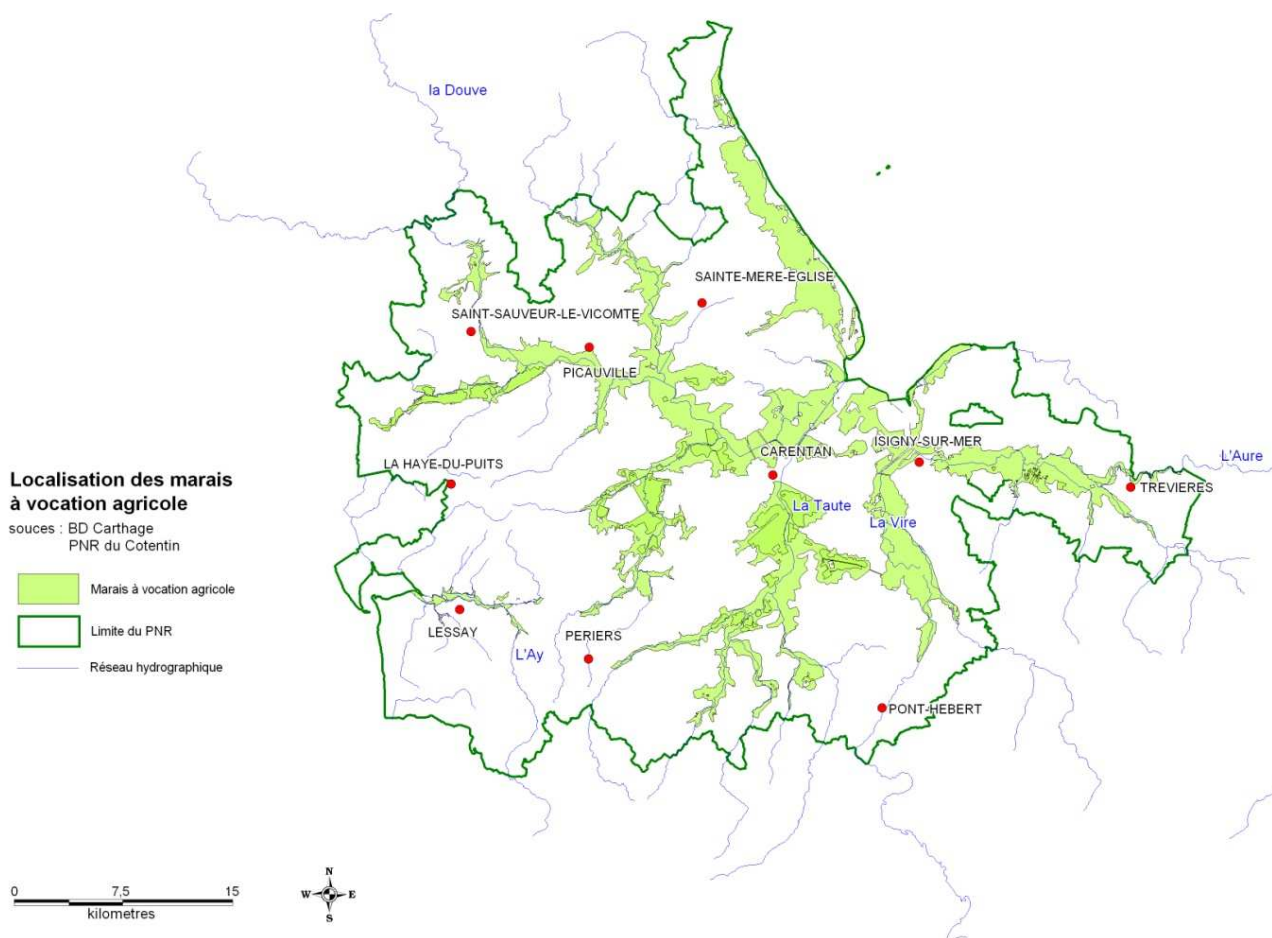 la Douve
SAINTE-MERE-EGLISE
SAINT-SAUVEUR-LE-VICOMTE
PICAUVILLE
ISIGNY-SUR-MER
CARENTAN
LA HAYE-DU-PUITS
L'Aure
TREVIERES
La Taute
La Vire
Localisation des marais
à vocation agricole
souces : BD Carthage
PNR du Cotentin
Marais à vocation agricole
Limite du PNR
Réseau hydrographique
LESSAY
PERIERS
L'Ay
PONT-HEBERT
0 7,5 15
kilometres
N
W E
S